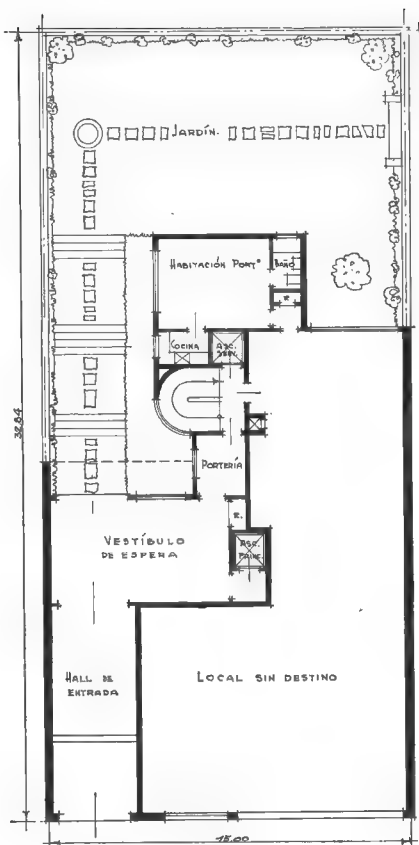 JARDÍN.
HABITACIÓN PORTº
BAÑO
R.
COCINA
ASC.
SERV.
PORTERÍA
R.
VESTÍBULO
DE ESPERA
ASC.
PRINC.
HALL DE
ENTRADA
LOCAL SIN DESTINO
32.84
15.00